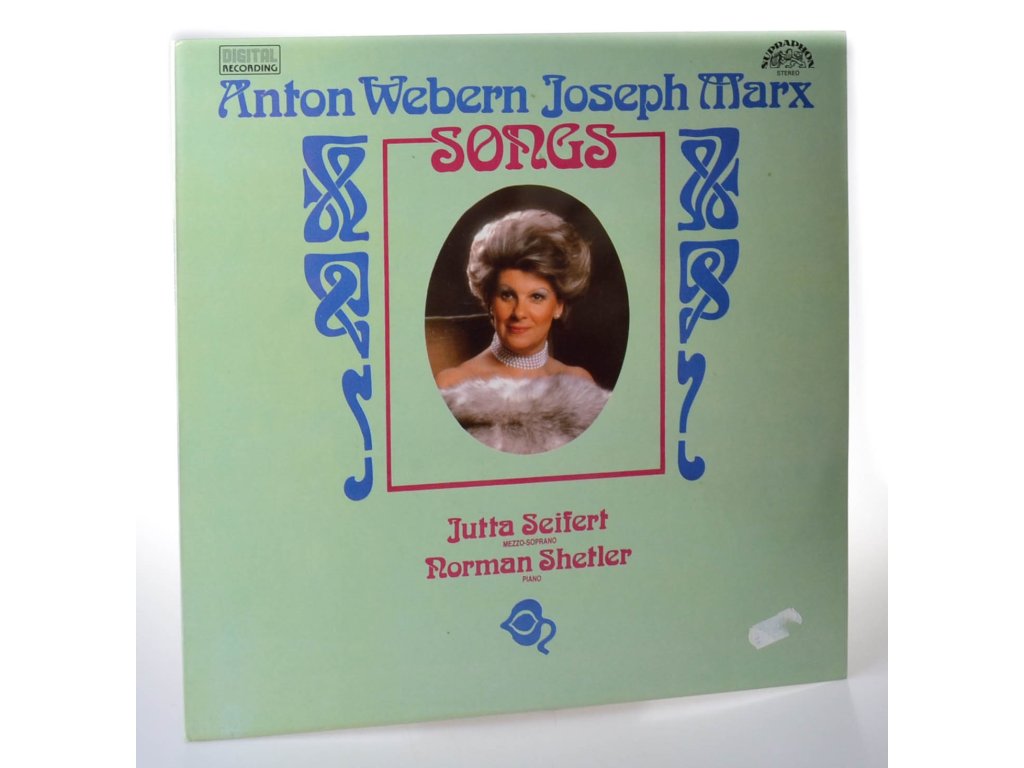 DIGITAL
RECORDING
SUPRAPHON
STEREO
Anton Webern Joseph Marx
SONGS
Jutta Seifert
MEZZO-SOPRANO
Norman Shetler
PIANO